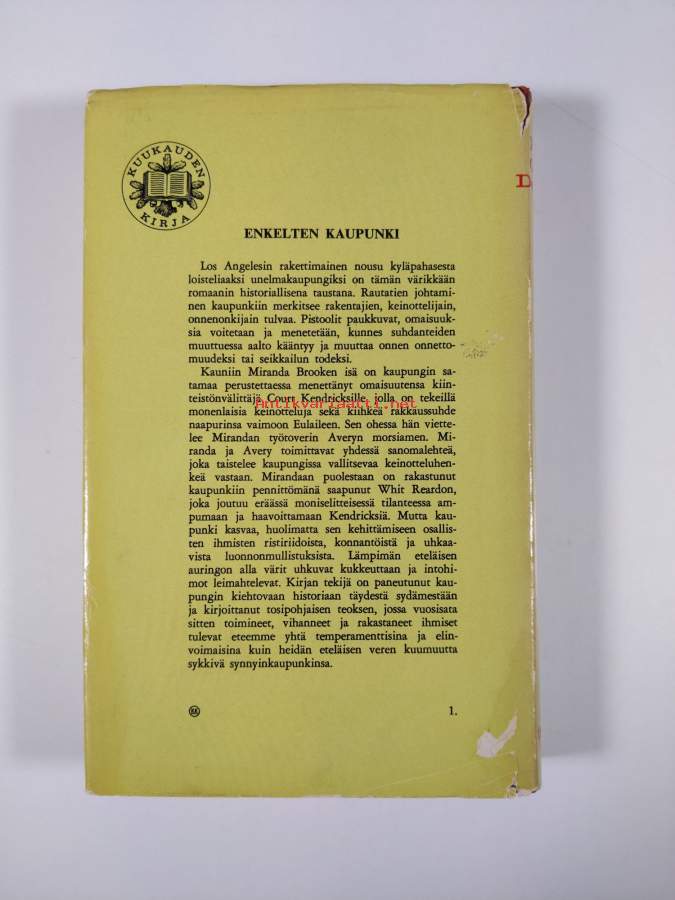 KUUKAUDEN
KIRJA
ENKELTEN KAUPUNKI
Los Angelesin rakettimainen nousu kyläpahasesta
loisteliaaksi unelmakaupungiksi on tämän värikkään
romaanin historiallisena taustana. Rautatien johtami-
nen kaupunkiin merkitsee rakentajien, keinottelijain,
onnenonkijain tulvaa. Pistoolit paukkuvat, omaisuuk-
sia voitetaan ja menetetään, kunnes suhdanteiden
muuttuessa aalto kääntyy ja muuttaa onnen onnetto-
muudeksi tai seikkailun todeksi.
Kauniin Miranda Brooken isä on kaupungin sa-
tamaa perustettaessa menettänyt omaisuutensa kiin-
teistönvälittäjä Court Kendricksille, jolla on tekeillä
Antikvariaatti.net
monenlaisia keinotteluja sekä kiihkeä rakkaussuhde
naapurinsa vaimoon Eulaileen. Sen ohessa hän viette-
lee Mirandan työtoverin Averyn morsiamen. Mi-
randa ja Avery toimittavat yhdessä sanomalehteä,
joka taistelee kaupungissa vallitsevaa keinotteluhen-
keä vastaan. Mirandaan puolestaan on rakastunut
kaupunkiin pennittömänä saapunut Whit Reardon,
joka joutuu eräässä moniselitteisessä tilanteessa am-
pumaan ja haavoittamaan Kendricksiä. Mutta kau-
punki kasvaa, huolimatta sen kehittämiseen osallis-
ten ihmisten ristiriidoista, konnantöistä ja uhkaa-
vista luonnonmullistuksista. Lämpimän eteläisen
auringon alla värit uhkuvat kukkeuttaan ja intohi-
mot leimahtelevat. Kirjan tekijä on paneutunut kau-
pungin kiehtovaan historiaan täydestä sydämestään
ja kirjoittanut tosipohjaisen teoksen, jossa vuosisata
sitten toimineet, vihanneet ja rakastaneet ihmiset
tulevat eteemme yhtä temperamenttisina ja elin-
voimaisina kuin heidän eteläisen veren kuumuutta
sykkivä synnyinkaupunkinsa.
1.